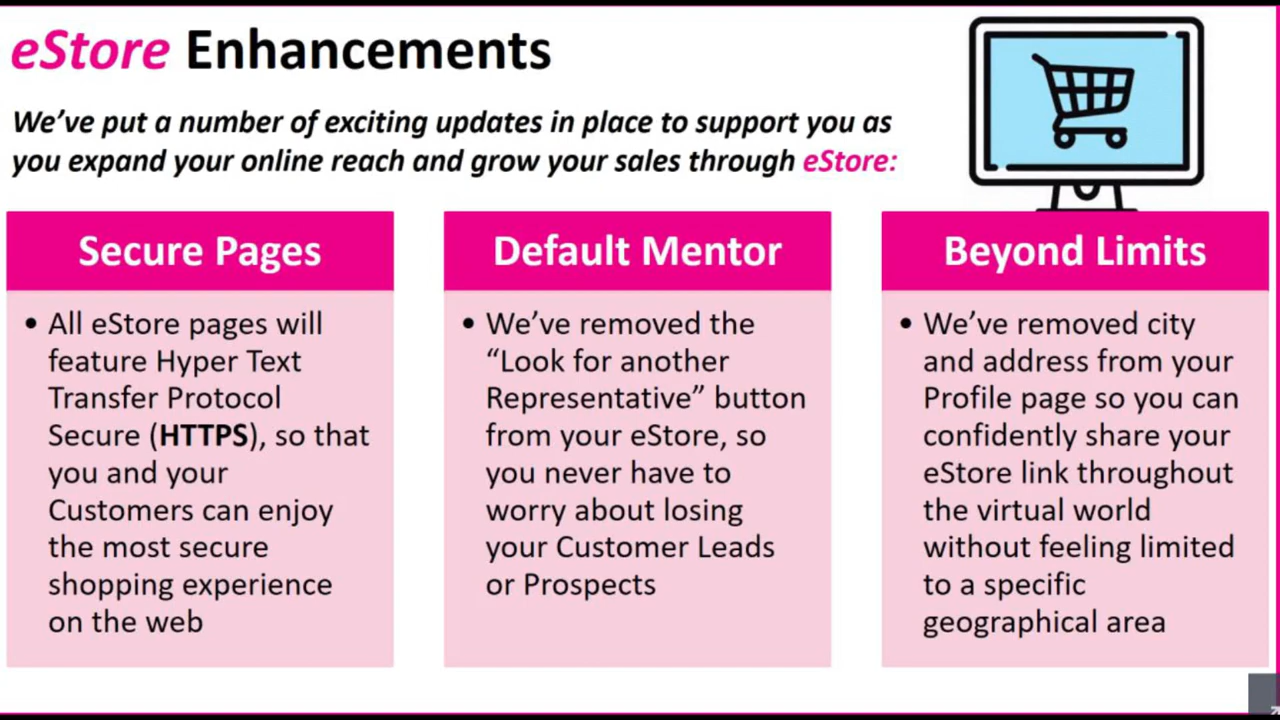 eStore Enhancements
We've put a number of exciting updates in place to support you as
you expand your online reach and grow your sales through eStore:
Secure Pages
• All eStore pages will
feature Hyper Text
Transfer Protocol
Secure (HTTPS), so that
you and your
Customers can enjoy
the most secure
shopping experience
on the web
Default Mentor
• We've removed the
“Look for another
Representative” button
from your eStore, so
you never have to
worry about losing
your Customer Leads
or Prospects
Beyond Limits
• We've removed city
and address from your
Profile page so you can
confidently share your
eStore link throughout
the virtual world
without feeling limited
to a specific
geographical area